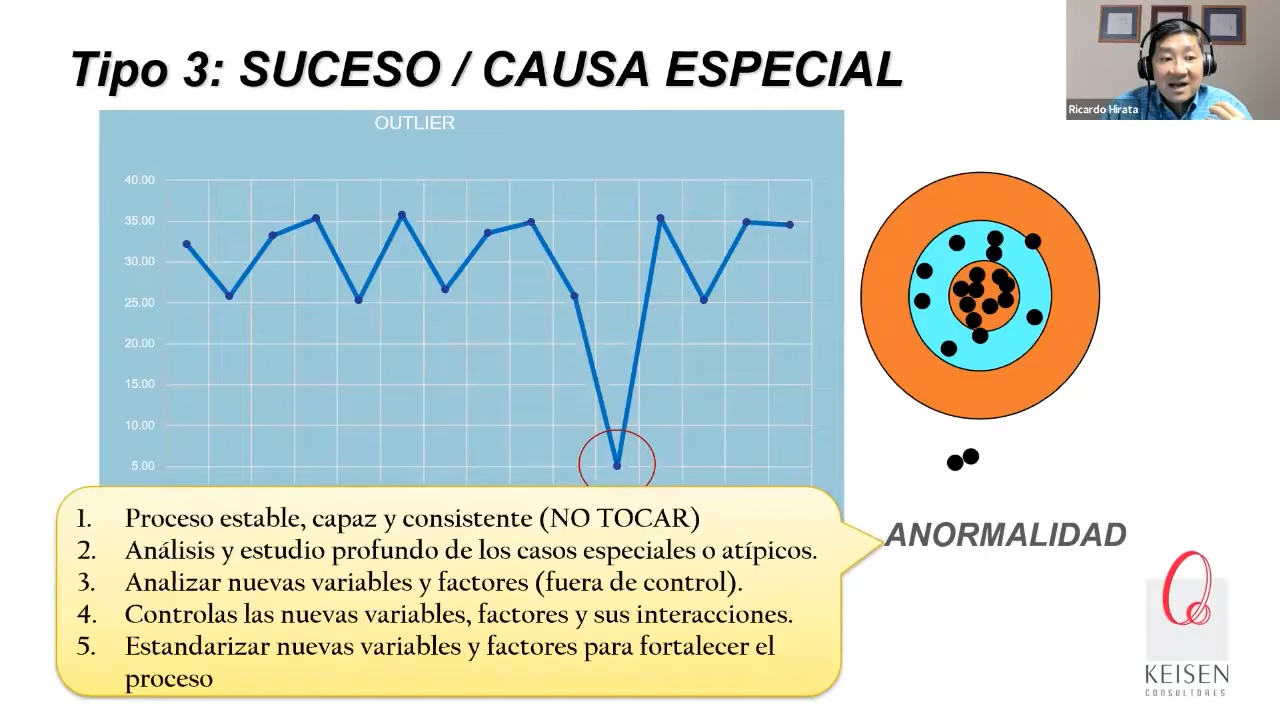 Tipo 3: SUCESO / CAUSA ESPECIAL
Ricardo Hirata
OUTLIER
40.00
35.00
30.00
25.00
20.00
15.00
10.00
5.00
1. Proceso estable, capaz y consistente (NO TOCAR)
2. Análisis y estudio profundo de los casos especiales o atípicos.
3. Analizar nuevas variables y factores (fuera de control).
4. Controlas las nuevas variables, factores y sus interacciones.
5. Estandarizar nuevas variables y factores para fortalecer el
proceso
ANORMALIDAD
KEISEN
CONSULTORES